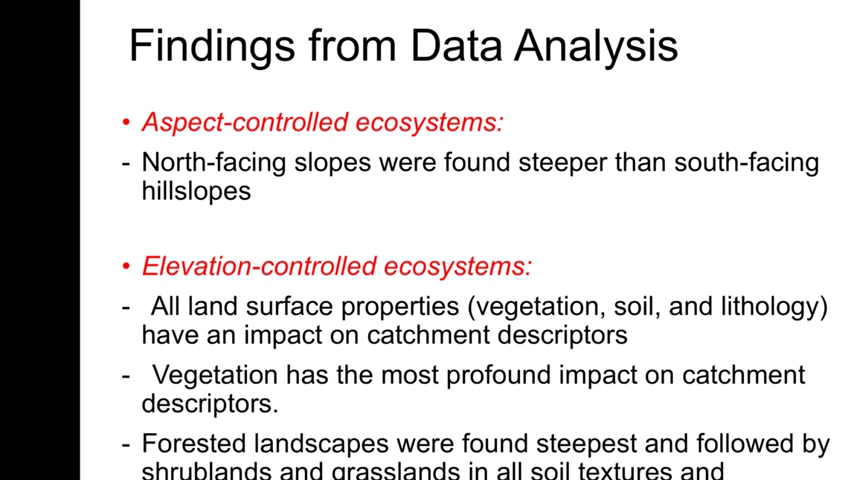 Findings from Data Analysis
• Aspect-controlled ecosystems:
- North-facing slopes were found steeper than south-facing
hillslopes
• Elevation-controlled ecosystems:
- All land surface properties (vegetation, soil, and lithology)
have an impact on catchment descriptors
- Vegetation has the most profound impact on catchment
descriptors.
- Forested landscapes were found steepest and followed by
shrublands and grasslands in all soil textures and